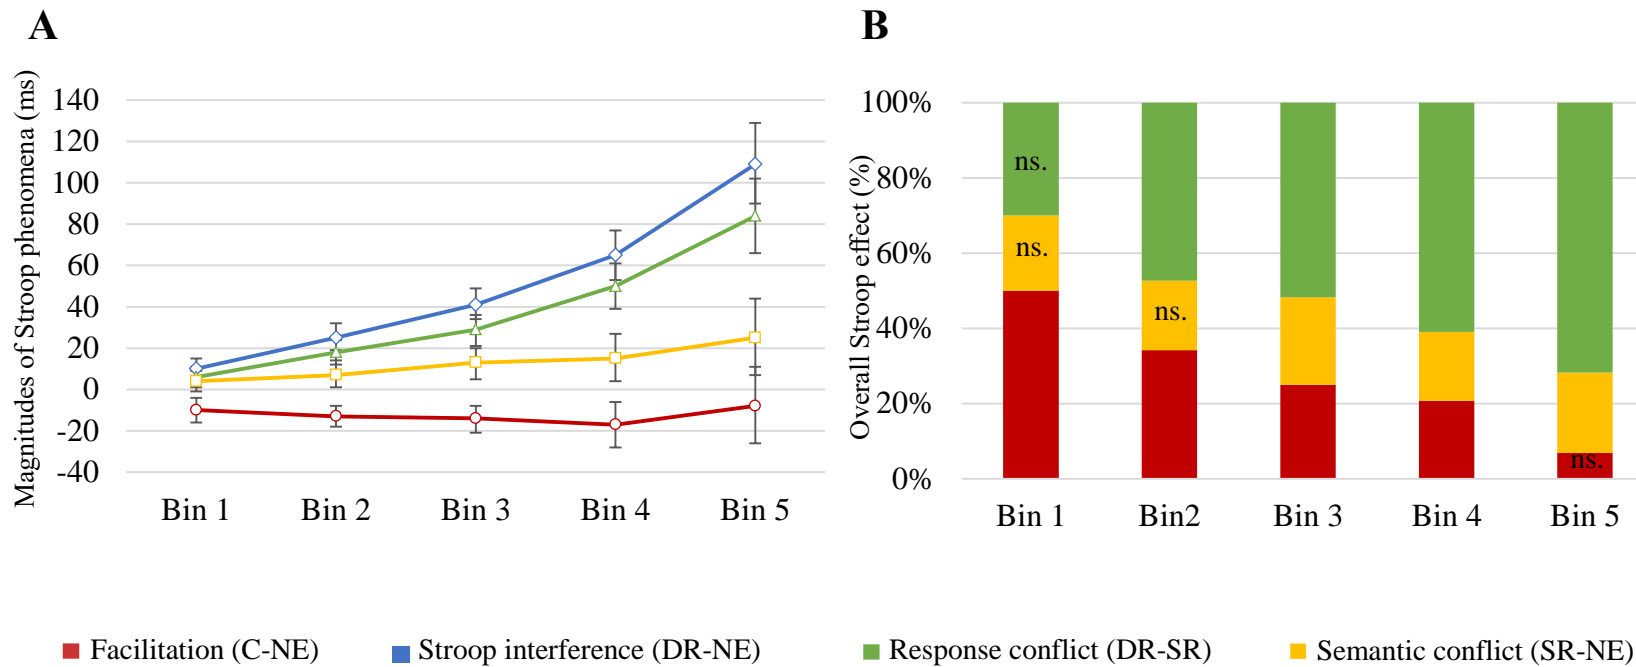 A
B
Magnitudes of Stroop phenomena (ms)
140
120
100
80
60
40
20
0
-20
-40
Bin 1 Bin 2 Bin 3 Bin 4 Bin 5
Overall Stroop effect (%)
100%
80%
60%
40%
20%
0%
ns.
ns.
ns.
ns.
Bin 1 Bin2 Bin 3 Bin 4 Bin 5
Facilitation (C-NE) Stroop interference (DR-NE) Response conflict (DR-SR) Semantic conflict (SR-NE)